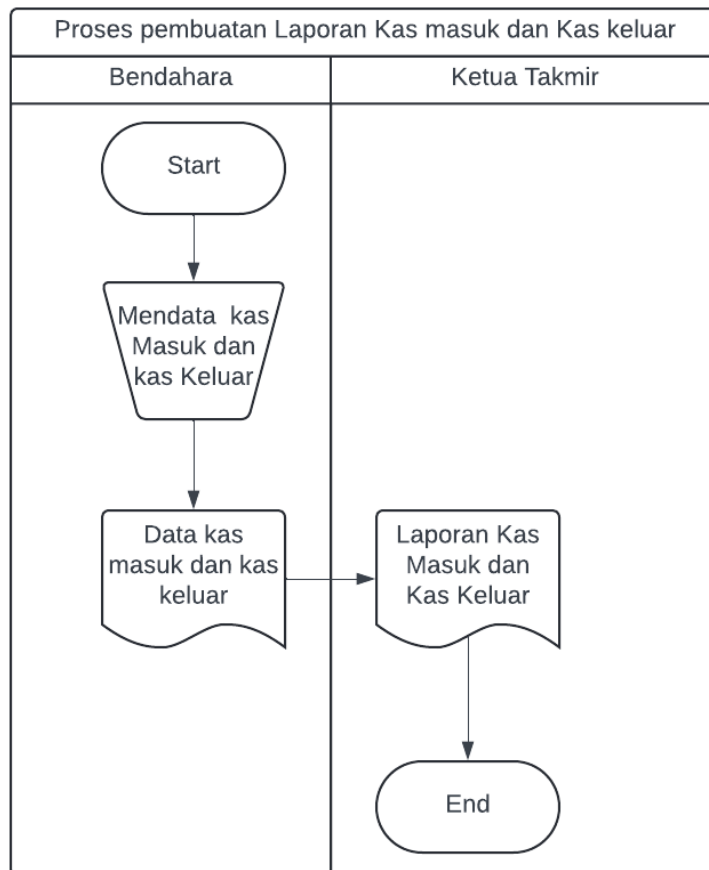 Proses pembuatan Laporan Kas masuk dan Kas keluar
Bendahara
Ketua Takmir
Start
Mendata kas
Masuk dan
kas Keluar
Data kas
masuk dan kas
keluar
Laporan Kas
Masuk dan
Kas Keluar
End